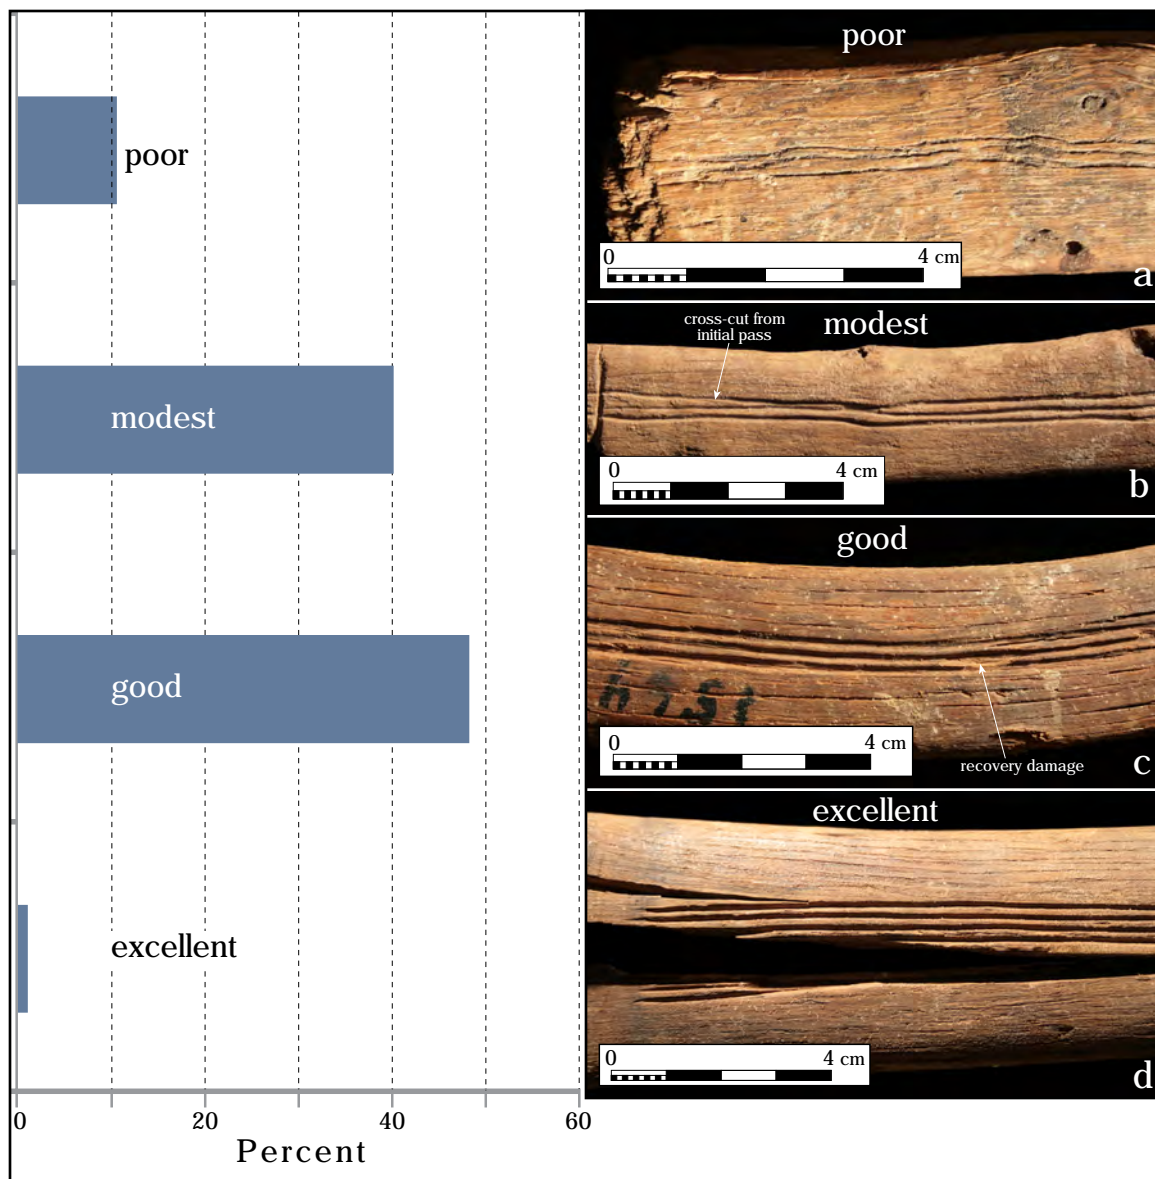 poor
modest
good
excellent
0
20
40
60
Percent
poor
0
4 cm
a
cross-cut from
initial pass
modest
0
4 cm
b
good
0
4 cm
recovery damage
c
excellent
0
4 cm
d